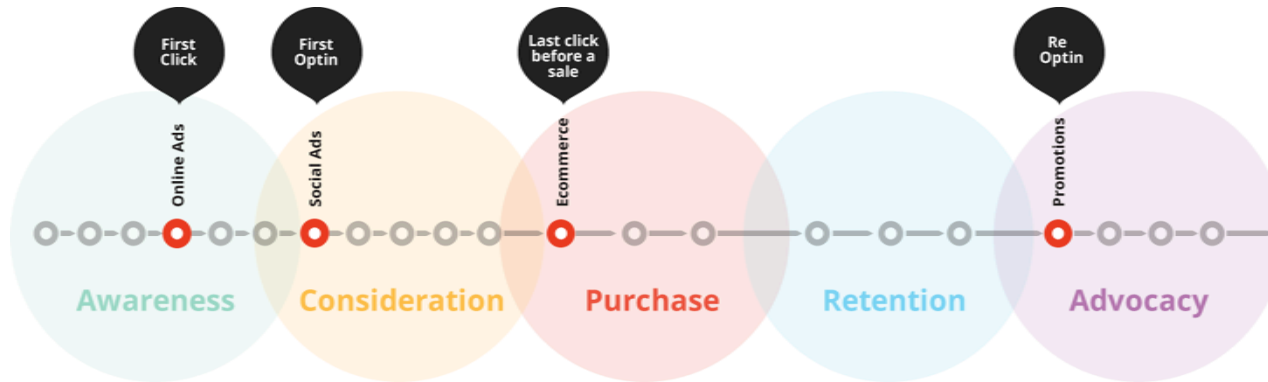 First
Click
First
Optin
Last click
before a
sale
Re
Optin
Online Ads
Social Ads
Ecommerce
Promotions
Awareness
Consideration
Purchase
Retention
Advocacy